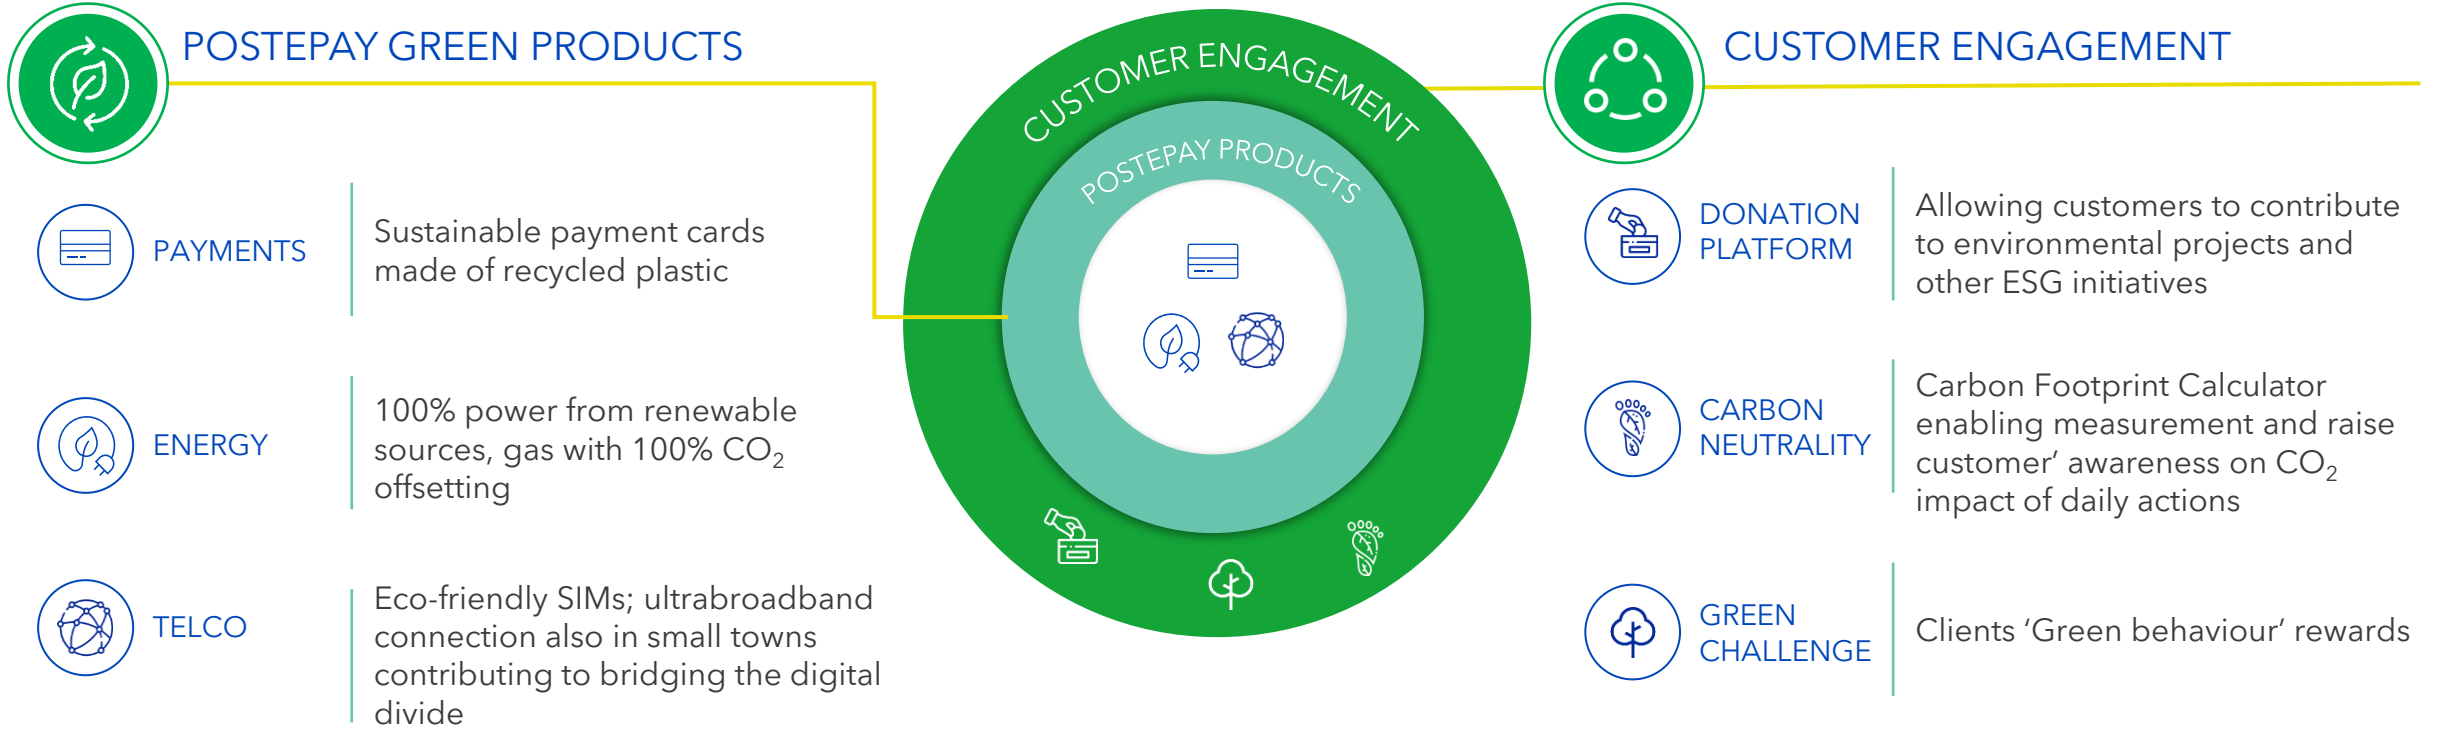 POSTEPAY GREEN PRODUCTS
PAYMENTS
Sustainable payment cards
made of recycled plastic
ENERGY
100% power from renewable
sources, gas with 100% CO₂
offsetting
TELCO
Eco-friendly SIMs; ultrabroadband
connection also in small towns
contributing to bridging the digital
divide
CUSTOMER ENGAGEMENT
POSTEPAY PRODUCTS
CUSTOMER ENGAGEMENT
DONATION
PLATFORM
Allowing customers to contribute
to environmental projects and
other ESG initiatives
CARBON
NEUTRALITY
Carbon Footprint Calculator
enabling measurement and raise
customer’ awareness on CO₂
impact of daily actions
GREEN
CHALLENGE
Clients ‘Green behaviour’ rewards